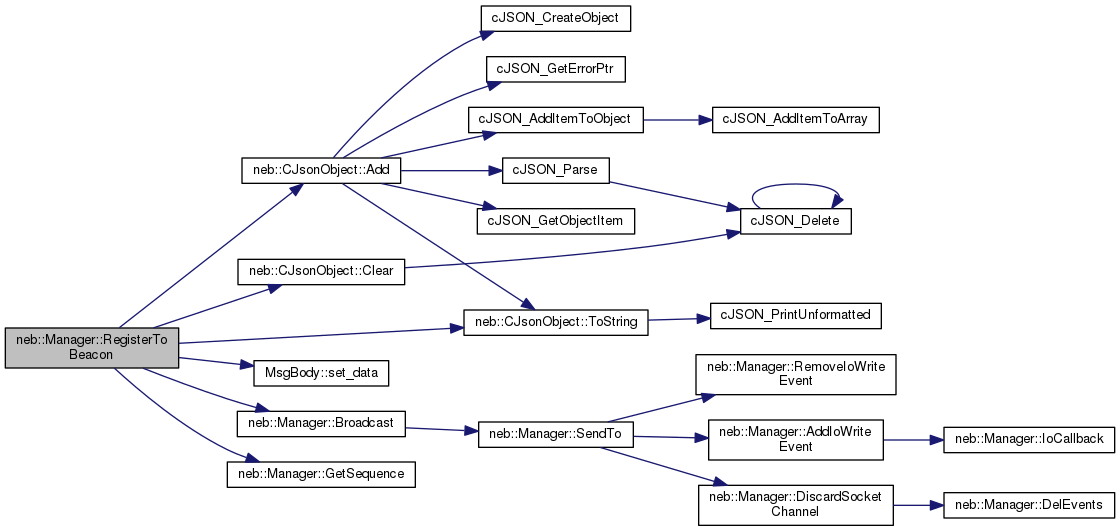 cJSON_CreateObject
cJSON_GetErrorPtr
cJSON_AddItemToObject
cJSON_AddItemToArray
neb::CJsonObject::Add
cJSON_Parse
cJSON_GetObjectItem
cJSON_Delete
neb::CJsonObject::Clear
neb::CJsonObject::ToString
cJSON_PrintUnformatted
neb::Manager::RegisterTo
Beacon
MsgBody::set_data
neb::Manager::RemoveIoWrite
Event
neb::Manager::Broadcast
neb::Manager::SendTo
neb::Manager::AddIoWrite
Event
neb::Manager::IoCallback
neb::Manager::GetSequence
neb::Manager::DiscardSocket
Channel
neb::Manager::DelEvents